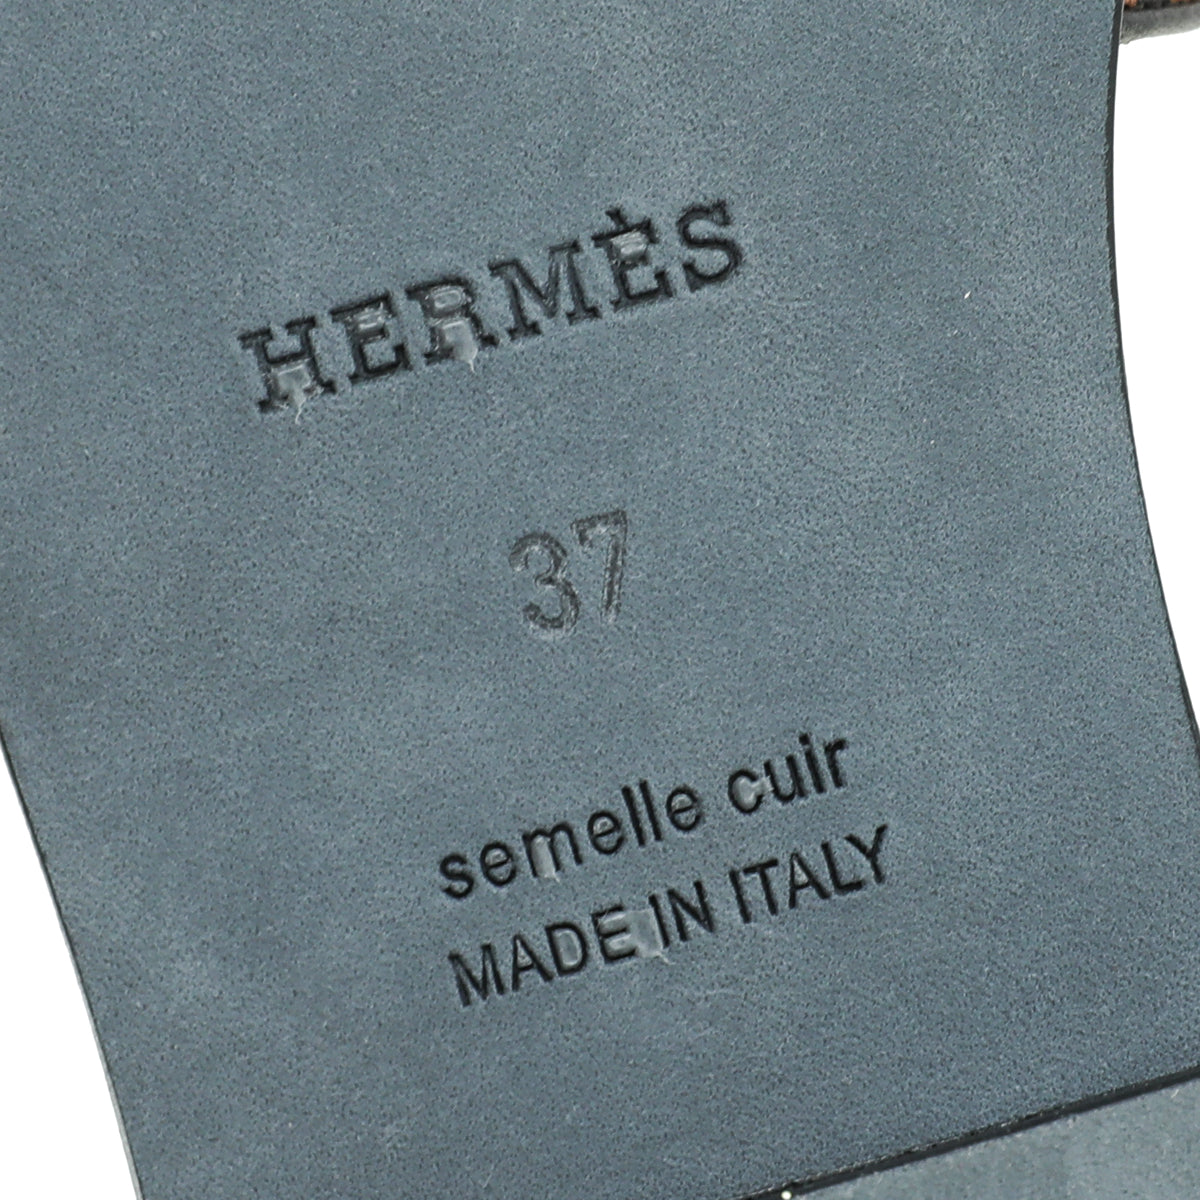 HERMÈS
37
semelle cuir
MADE IN ITALY